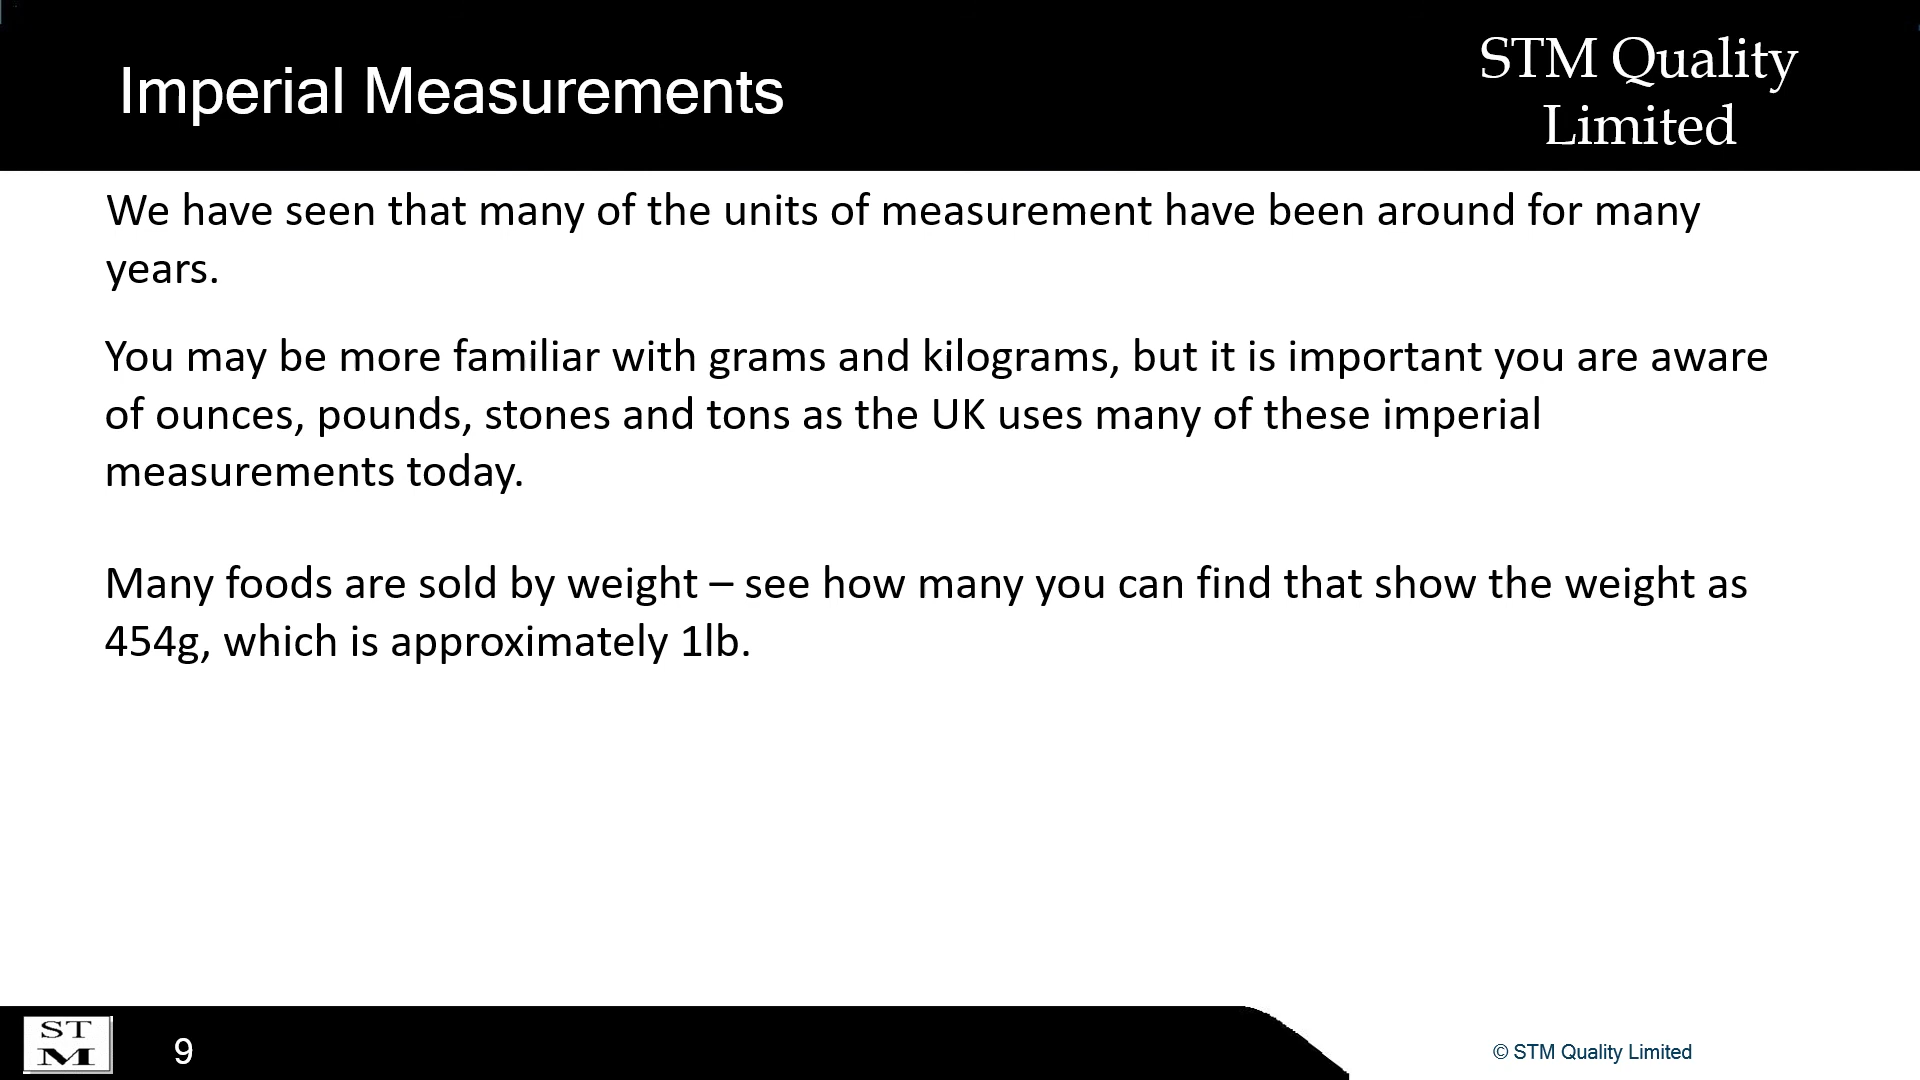 Imperial Measurements
STM Quality
Limited
We have seen that many of the units of measurement have been around for many
years.
You may be more familiar with grams and kilograms, but it is important you are aware
of ounces, pounds, stones and tons as the UK uses many of these imperial
measurements today.
Many foods are sold by weight – see how many you can find that show the weight as
454g, which is approximately 1lb.
ST
M
9
© STM Quality Limited